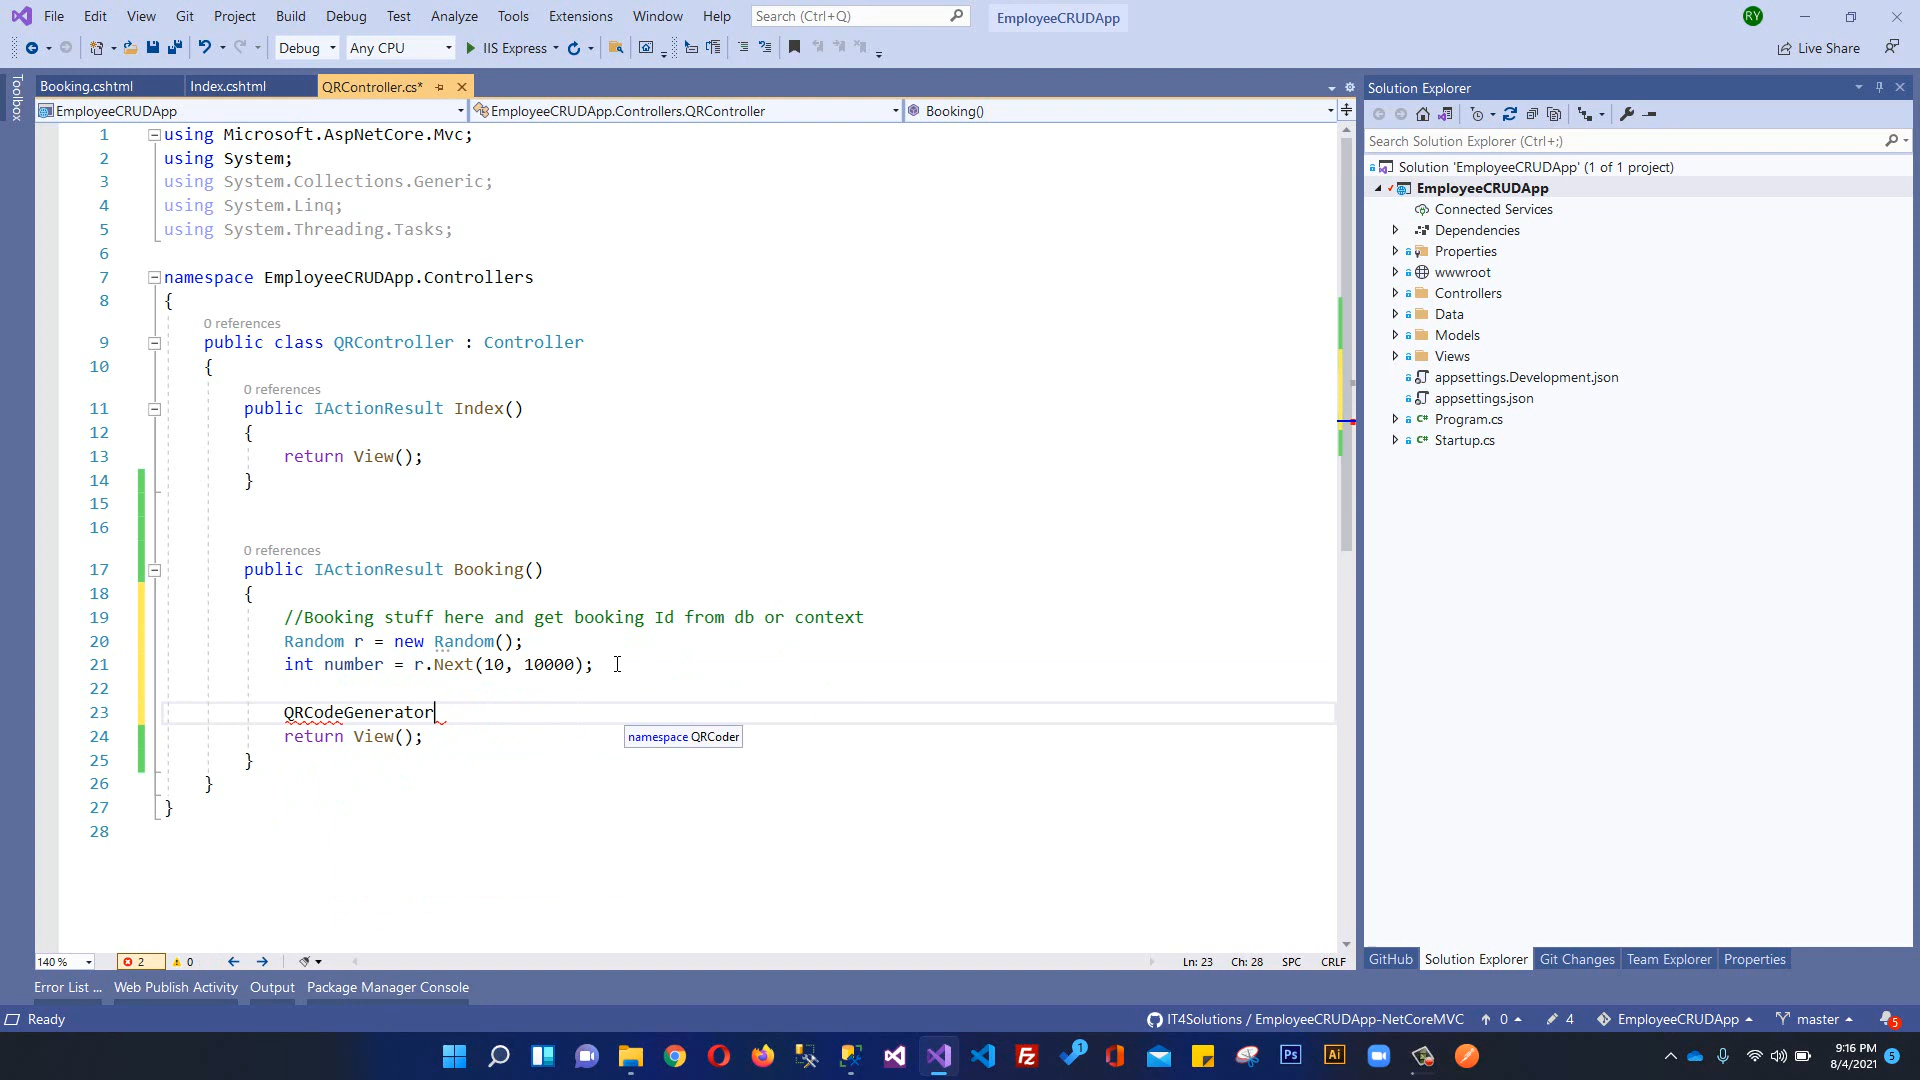 File Edit View Git Project Build Debug Test Analyze Tools Extensions Window Help Search (Ctrl+Q) EmployeeCRUDApp RY
Debug Any CPU IIS Express Live Share
Toolbox
Booking.cshtml Index.cshtml QRController.cs*
EmployeeCRUDApp EmployeeCRUDApp.Controllers.QRController Booking()
1 using Microsoft.AspNetCore.Mvc;
2 using System;
3 using System.Collections.Generic;
4 using System.Linq;
5 using System.Threading.Tasks;
6
7 namespace EmployeeCRUDApp.Controllers
8 {
0 references
9 public class QRController : Controller
10 {
0 references
11 public IActionResult Index()
12 {
13 return View();
14 }
15
16
0 references
17 public IActionResult Booking()
18 {
19 //Booking stuff here and get booking Id from db or context
20 Random r = new Random();
21 int number = r.Next(10, 10000);
22
23 QRCodeGenerator
24 return View();
namespace QRCoder
25 }
26 }
27 }
28
140 % 2 0 Ln: 23 Ch: 28 SPC CRLF
Solution Explorer
Search Solution Explorer (Ctrl+;)
Solution 'EmployeeCRUDApp' (1 of 1 project)
EmployeeCRUDApp
Connected Services
Dependencies
Properties
wwwroot
Controllers
Data
Models
Views
appsettings.Development.json
appsettings.json
C# Program.cs
C# Startup.cs
GitHub Solution Explorer Git Changes Team Explorer Properties
Error List ... Web Publish Activity Output Package Manager Console
Ready IT4Solutions / EmployeeCRUDApp-NetCoreMVC 0 4 EmployeeCRUDApp master 5
1 Fz Ps Ai
9:16 PM
8/4/2021 5